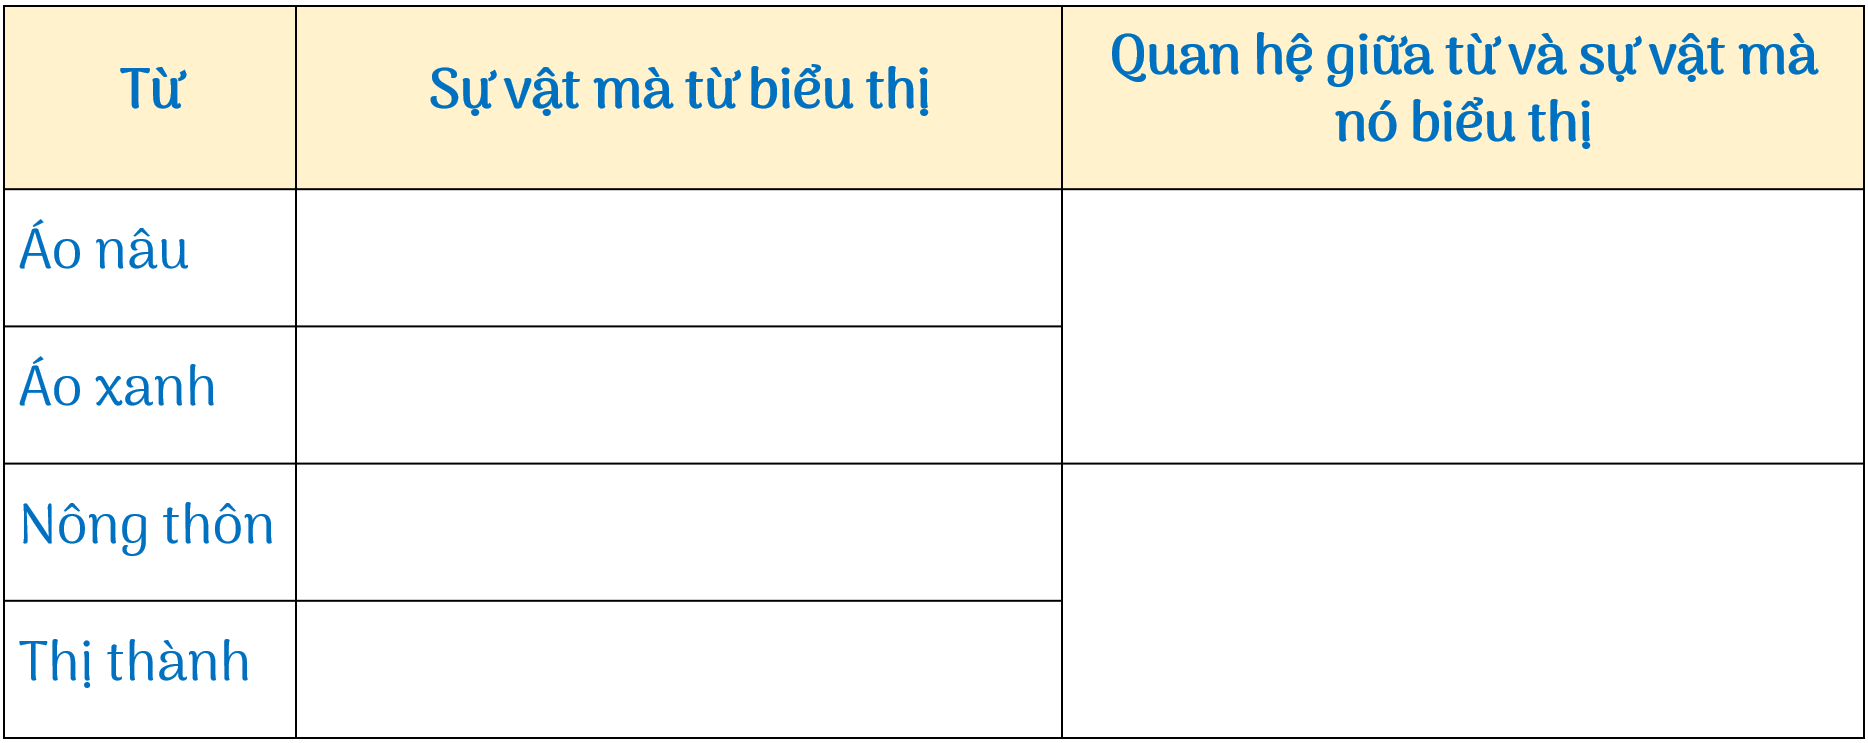 Từ
Sự vật mà từ biểu thị
Quan hệ giữa từ và sự vật mà
nó biểu thị
Áo nâu
Áo xanh
Nông thôn
Thị thành